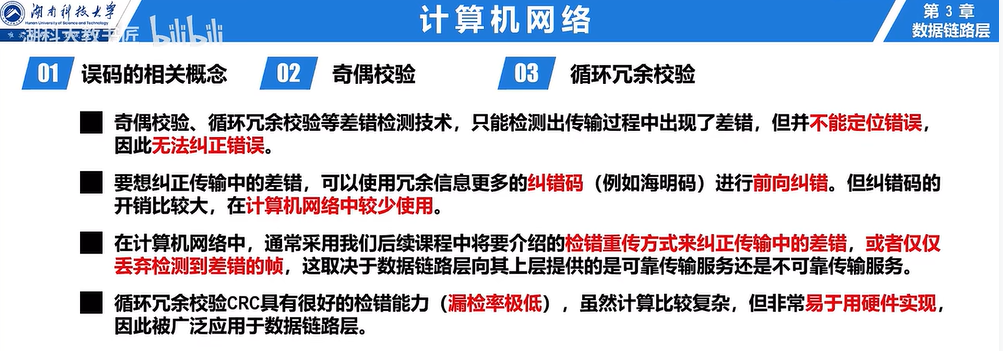 湖南科技大学
Hunan University of Science and Technology
计算机网络
第 3 章
数据链路层
湖科大教书匠
bilibili
01 误码的相关概念 02 奇偶校验 03 循环冗余校验
奇偶校验、循环冗余校验等差错检测技术，只能检测出传输过程中出现了差错，但并不能定位错误，
因此无法纠正错误。
要想纠正传输中的差错，可以使用冗余信息更多的纠错码（例如海明码）进行前向纠错。但纠错码的
开销比较大，在计算机网络中较少使用。
在计算机网络中，通常采用我们后续课程中将要介绍的检错重传方式来纠正传输中的差错，或者仅仅
丢弃检测到差错的帧，这取决于数据链路层向其上层提供的是可靠传输服务还是不可靠传输服务。
循环冗余校验CRC具有很好的检错能力（漏检率极低），虽然计算比较复杂，但非常易于用硬件实现，
因此被广泛应用于数据链路层。